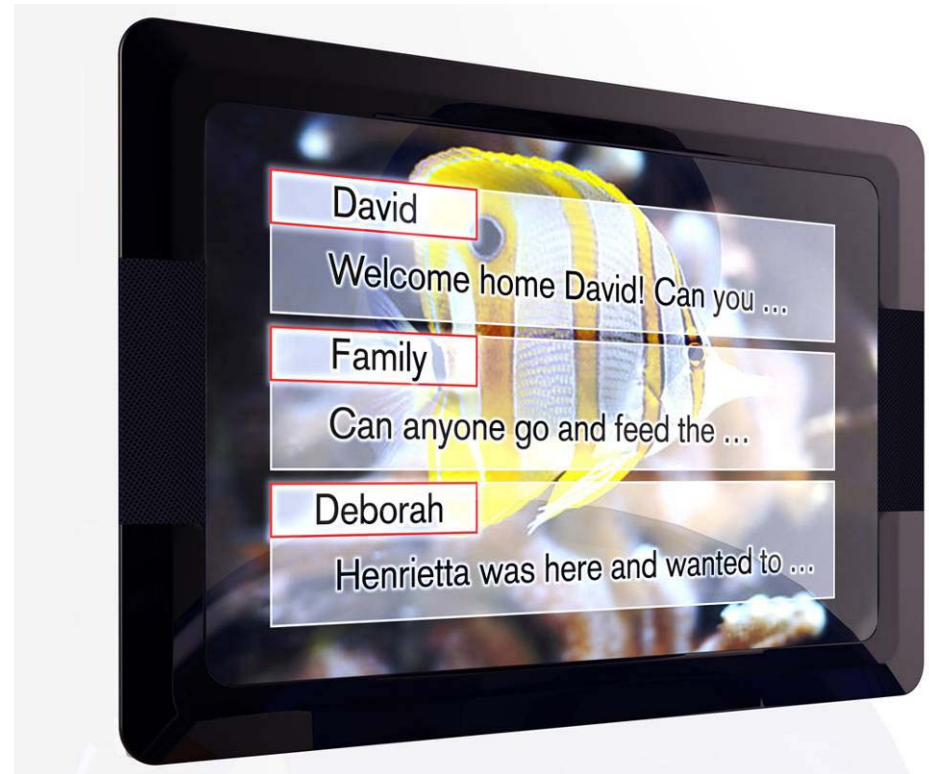 David
Welcome home David! Can you ...
Family
Can anyone go and feed the ...
Deborah
Henrietta was here and wanted to ...